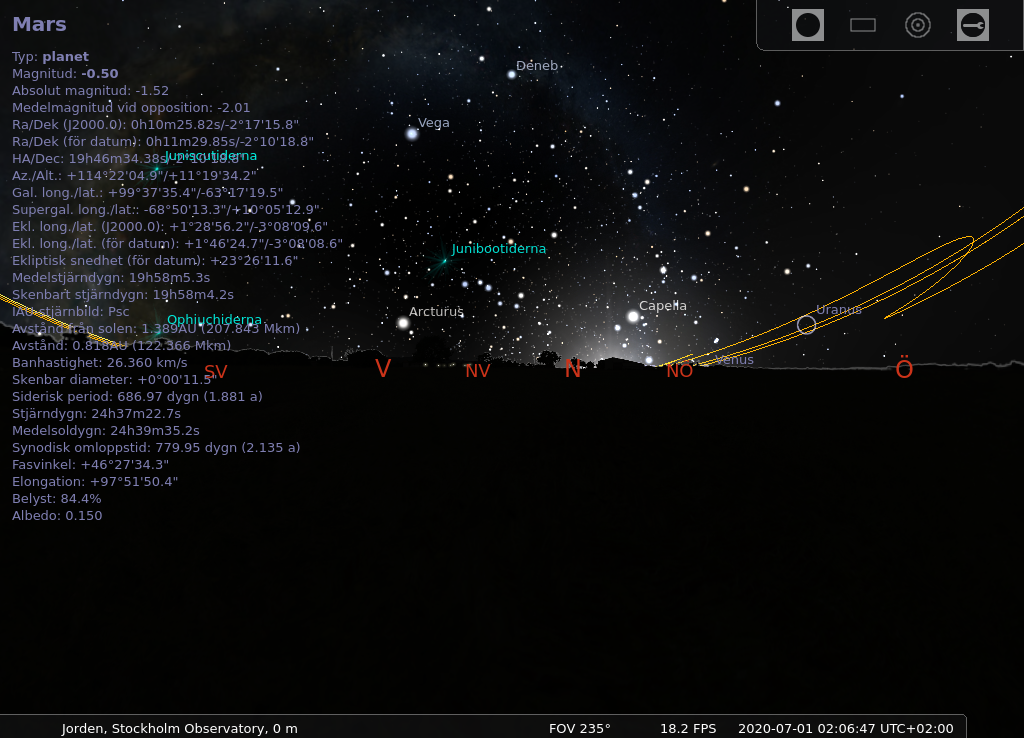 Mars
Typ: planet
Magnitud: -0.50
Absolut magnitud: -1.52
Medelmagnitud vid opposition: -2.01
Ra/Dek (J2000.0): 0h10m25.82s/-2°17'15.8"
Ra/Dek (för datum): 0h11m29.85s/-2°10'18.8"
HA/Dec: 19h46m34.38s/-2°10'18.8"
Az./Alt.: +114°22'04.9"/+11°19'34.2"
Gal. long./lat.: +99°37'35.4"/-63°17'19.5"
Supergal. long./lat.: -68°50'13.3"/+10°05'12.9"
Ekl. long./lat. (J2000.0): +1°28'56.2"/-3°08'09.6"
Ekl. long./lat. (för datum): +1°46'24.7"/-3°08'08.6"
Ekliptisk snedhet (för datum): +23°26'11.6"
Medelstjärndygn: 19h58m5.3s
Skenbart stjärndygn: 19h58m4.2s
IAU-stjärnbild: Psc
Avstånd från solen: 1.389AU (207.843 Mkm)
Avstånd: 0.818AU (122.366 Mkm)
Banhastighet: 26.360 km/s
Skenbar diameter: +0°00'11.5"
Siderisk period: 686.97 dygn (1.881 a)
Stjärndygn: 24h37m22.7s
Medelsoldygn: 24h39m35.2s
Synodisk omloppstid: 779.95 dygn (2.135 a)
Fasvinkel: +46°27'34.3"
Elongation: +97°51'50.4"
Belyst: 84.4%
Albedo: 0.150
Deneb
Vega
Juniscutiderna
Junibootiderna
Capella
Uranus
Arcturus
Ophiuchiderna
Venus
SV
V
NV
N
NO
Ö
Jorden, Stockholm Observatory, 0 m
FOV 235°
18.2 FPS
2020-07-01 02:06:47 UTC+02:00